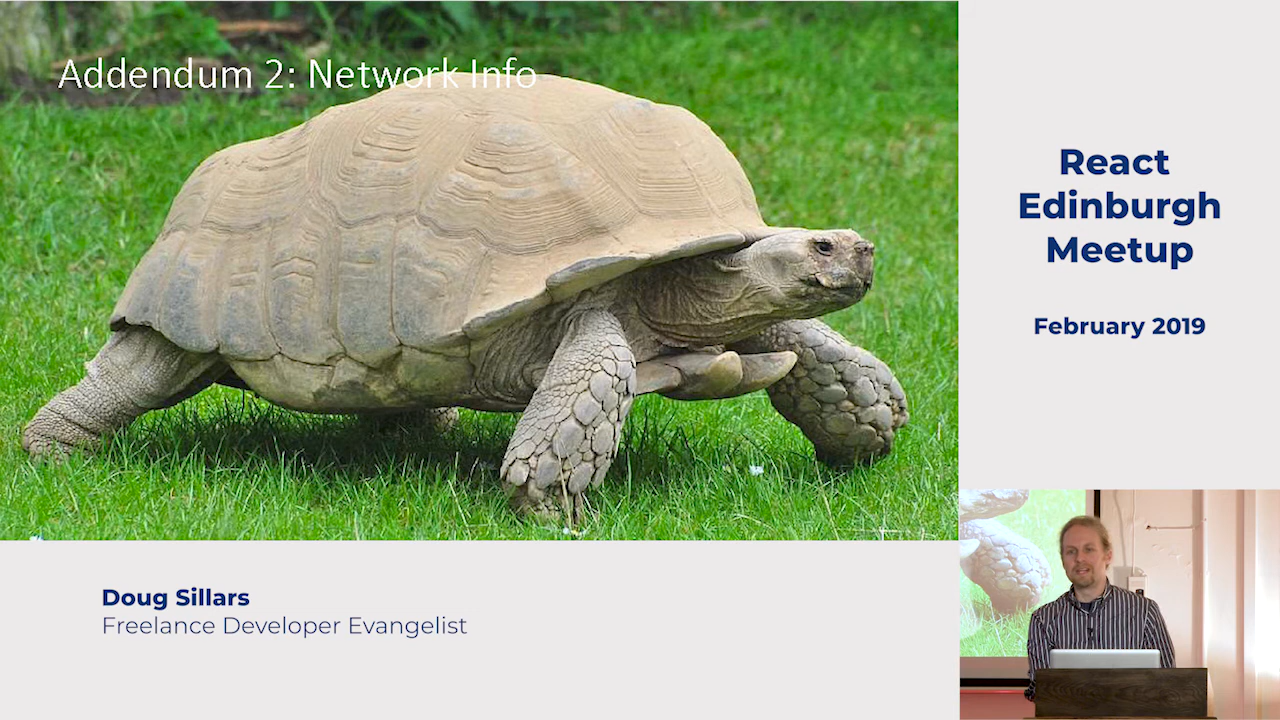 Addendum 2: Network Info
React
Edinburgh
Meetup
February 2019
Doug Sillars
Freelance Developer Evangelist